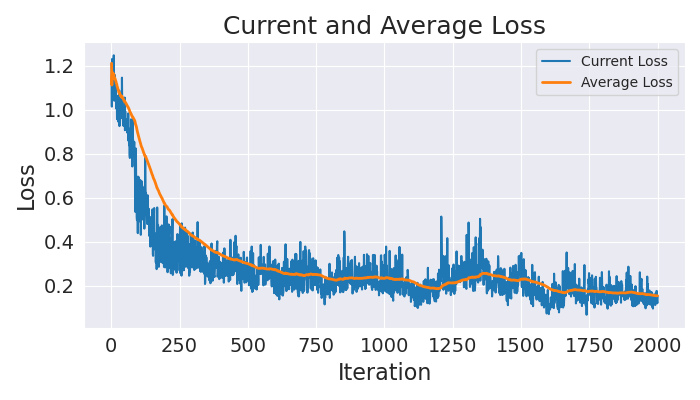 Current and Average Loss
Current Loss
Average Loss
1.2
1.0
0.8
0.6
0.4
0.2
Loss
0 250 500 750 1000 1250 1500 1750 2000
Iteration